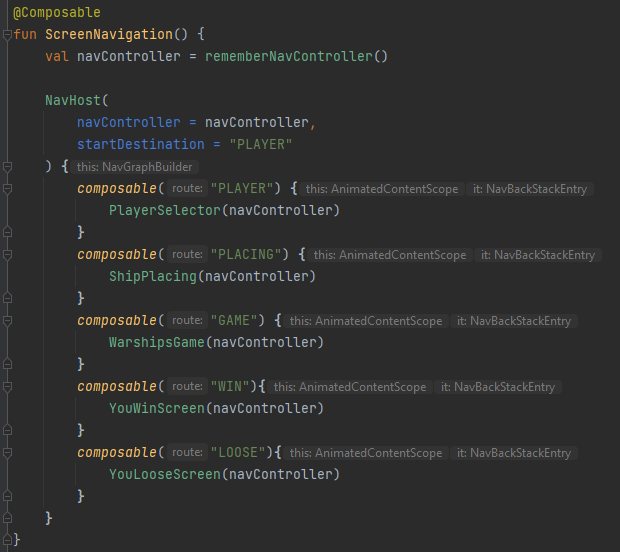 @Composable
fun ScreenNavigation() {
    val navController = rememberNavController()

    NavHost(
        navController = navController,
        startDestination = "PLAYER"
    ) { this: NavGraphBuilder
        composable( route: "PLAYER") { this: AnimatedContentScope it: NavBackStackEntry
            PlayerSelector(navController)
        }
        composable( route: "PLACING") { this: AnimatedContentScope it: NavBackStackEntry
            ShipPlacing(navController)
        }
        composable( route: "GAME") { this: AnimatedContentScope it: NavBackStackEntry
            WarshipsGame(navController)
        }
        composable( route: "WIN"){ this: AnimatedContentScope it: NavBackStackEntry
            YouWinScreen(navController)
        }
        composable( route: "LOOSE"){ this: AnimatedContentScope it: NavBackStackEntry
            YouLooseScreen(navController)
        }
    }
}